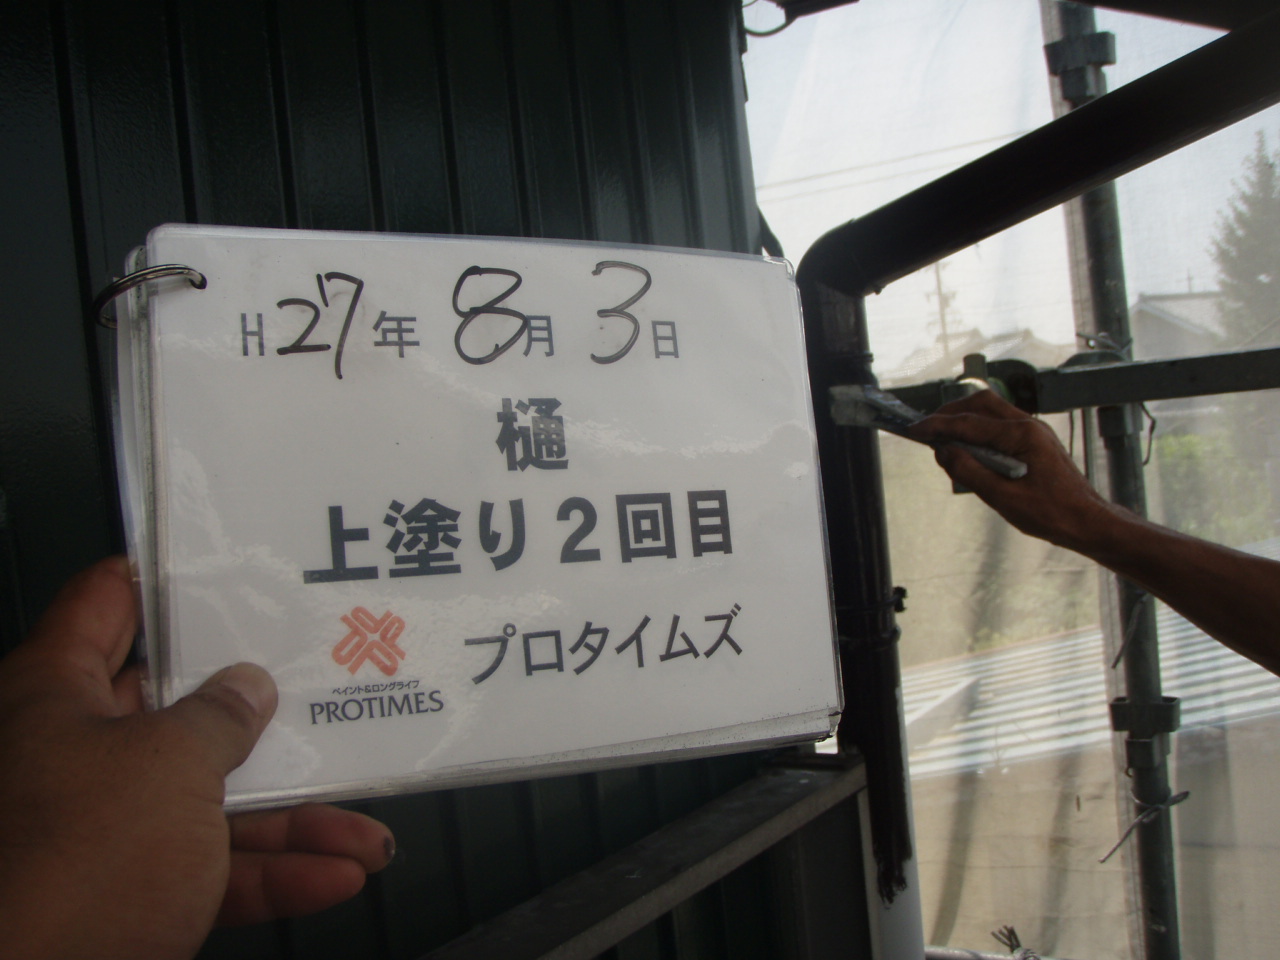 H27年 8月 3日
樋
上塗り2回目
プロタイムズ
ペイント&ロングライフ
PROTIMES